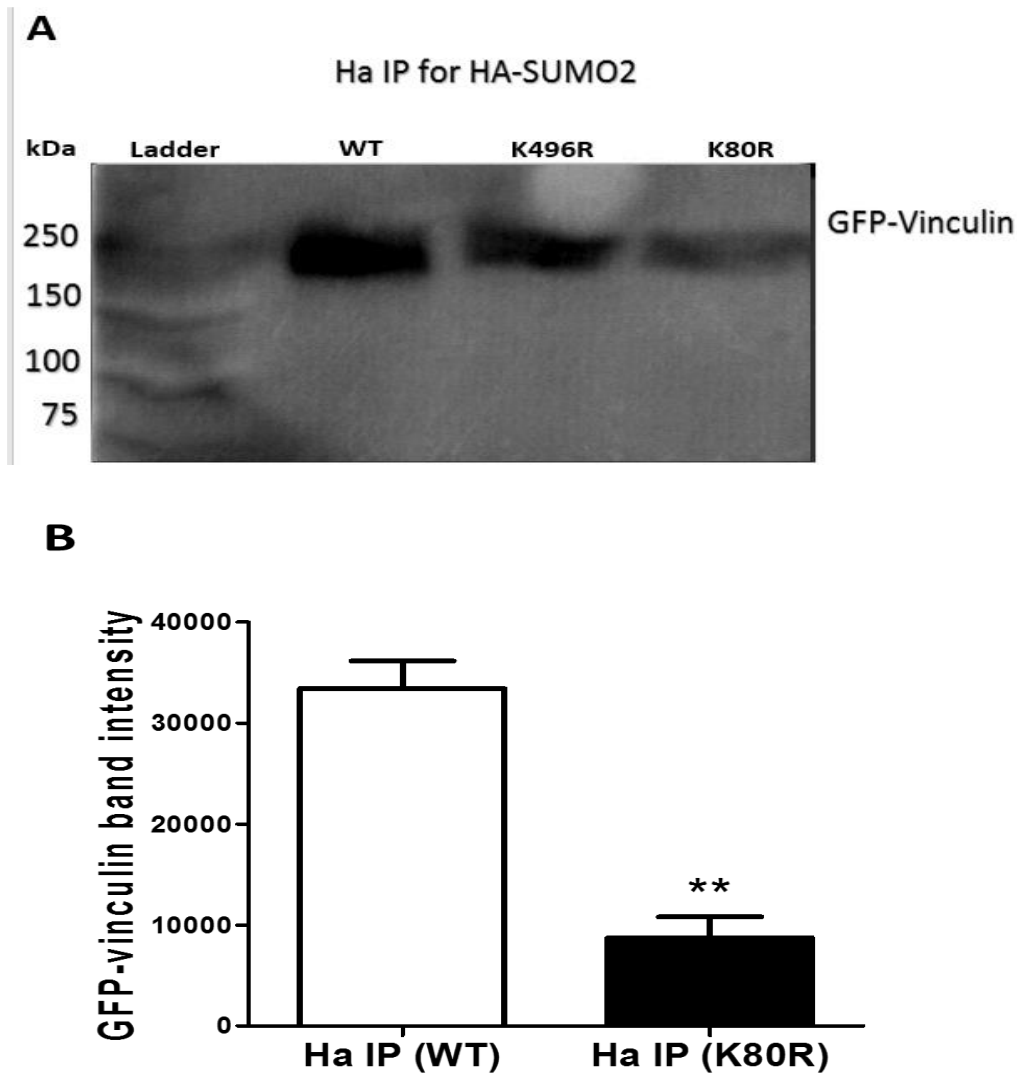 A
Ha IP for HA-SUMO2
kDa Ladder WT K496R K80R
GFP-Vinculin
250
150
100
75
B
GFP-vinculin band intensity
40000
30000
20000
10000
0
**
Ha IP (WT) Ha IP (K80R)